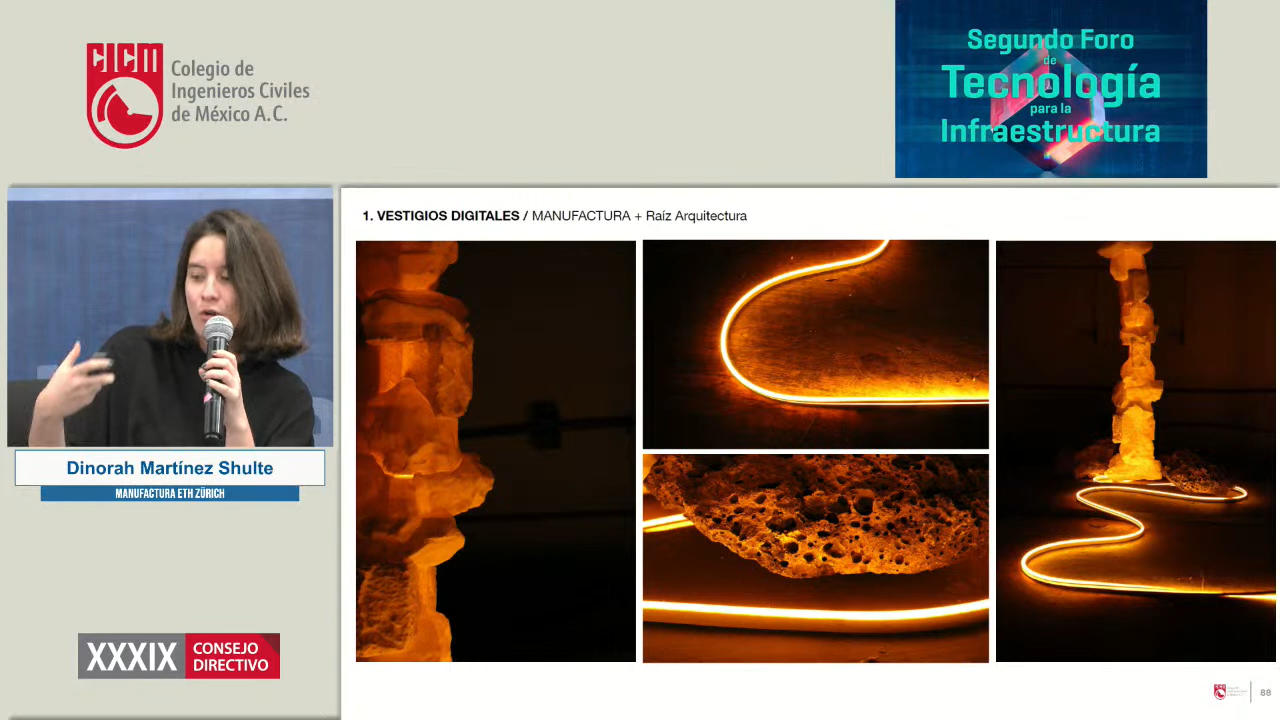 CICM
Colegio de
Ingenieros Civiles
de México A.C.
Segundo Foro
de
Tecnología
para la
Infraestructura
1. VESTIGIOS DIGITALES / MANUFACTURA + Raíz Arquitectura
Dinorah Martínez Shulte
MANUFACTURA ETH ZÜRICH
XXXIX CONSEJO
DIRECTIVO
88